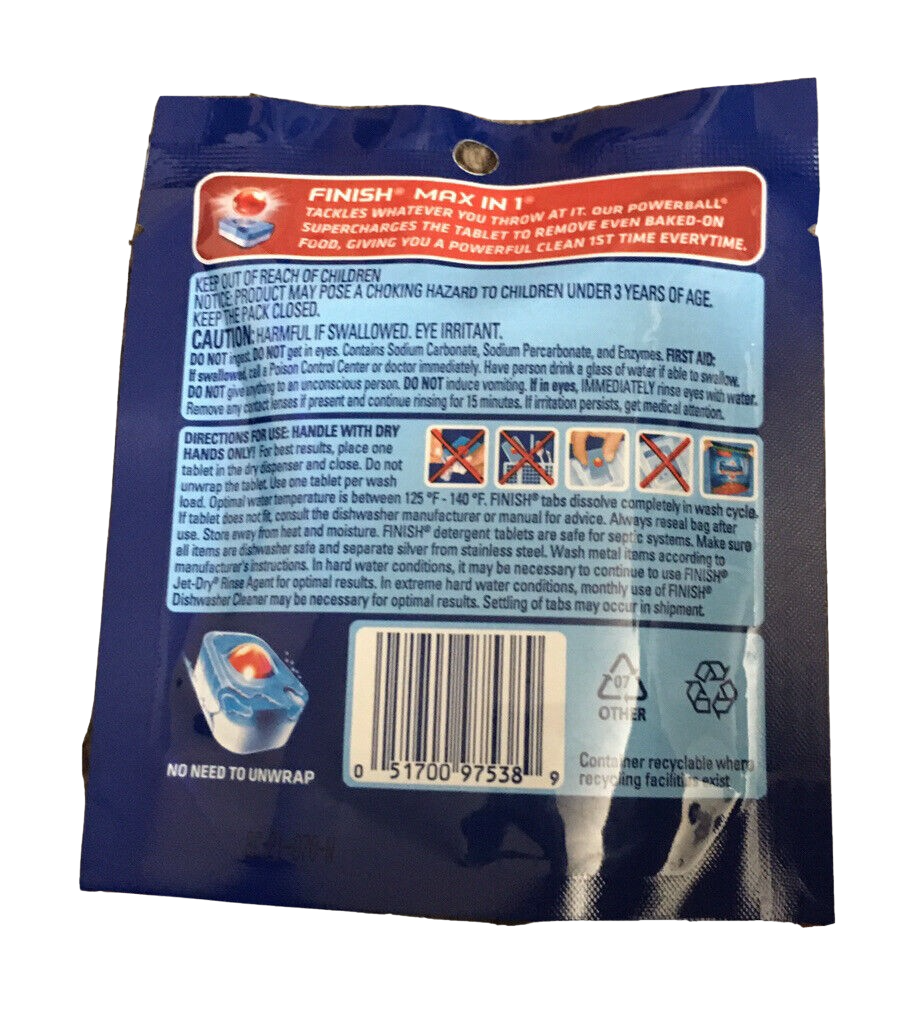 FINISH® MAX IN 1®
TACKLES WHATEVER YOU THROW AT IT. OUR POWERBALL®
SUPERCHARGES THE TABLET TO REMOVE EVEN BAKED-ON
FOOD, GIVING YOU A POWERFUL CLEAN 1ST TIME EVERYTIME.
KEEP OUT OF REACH OF CHILDREN
NOTICE: PRODUCT MAY POSE A CHOKING HAZARD TO CHILDREN UNDER 3 YEARS OF AGE.
KEEP THE PACK CLOSED.
CAUTION: HARMFUL IF SWALLOWED. EYE IRRITANT.
DO NOT ingest. DO NOT get in eyes. Contains Sodium Carbonate, Sodium Percarbonate, and Enzymes. FIRST AID:
If swallowed, call a Poison Control Center or doctor immediately. Have person drink a glass of water if able to swallow.
DO NOT give anything to an unconscious person. DO NOT induce vomiting. If in eyes, IMMEDIATELY rinse eyes with water.
Remove any contact lenses if present and continue rinsing for 15 minutes. If irritation persists, get medical attention.
DIRECTIONS FOR USE: HANDLE WITH DRY
HANDS ONLY! For best results, place one
tablet in the dry dispenser and close. Do not
unwrap the tablet. Use one tablet per wash
load. Optimal water temperature is between 125 °F - 140 °F. FINISH® tabs dissolve completely in wash cycle.
If tablet does not fit, consult the dishwasher manufacturer or manual for advice. Always reseal bag after
use. Store away from heat and moisture. FINISH® detergent tablets are safe for septic systems. Make sure
all items are dishwasher safe and separate silver from stainless steel. Wash metal items according to
manufacturer's instructions. In hard water conditions, it may be necessary to continue to use FINISH®
Jet-Dry® Rinse Agent for optimal results. In extreme hard water conditions, monthly use of FINISH®
Dishwasher Cleaner may be necessary for optimal results. Settling of tabs may occur in shipment.
NO NEED TO UNWRAP
0 51700 97538 9
07
OTHER
Container recyclable where
recycling facilities exist